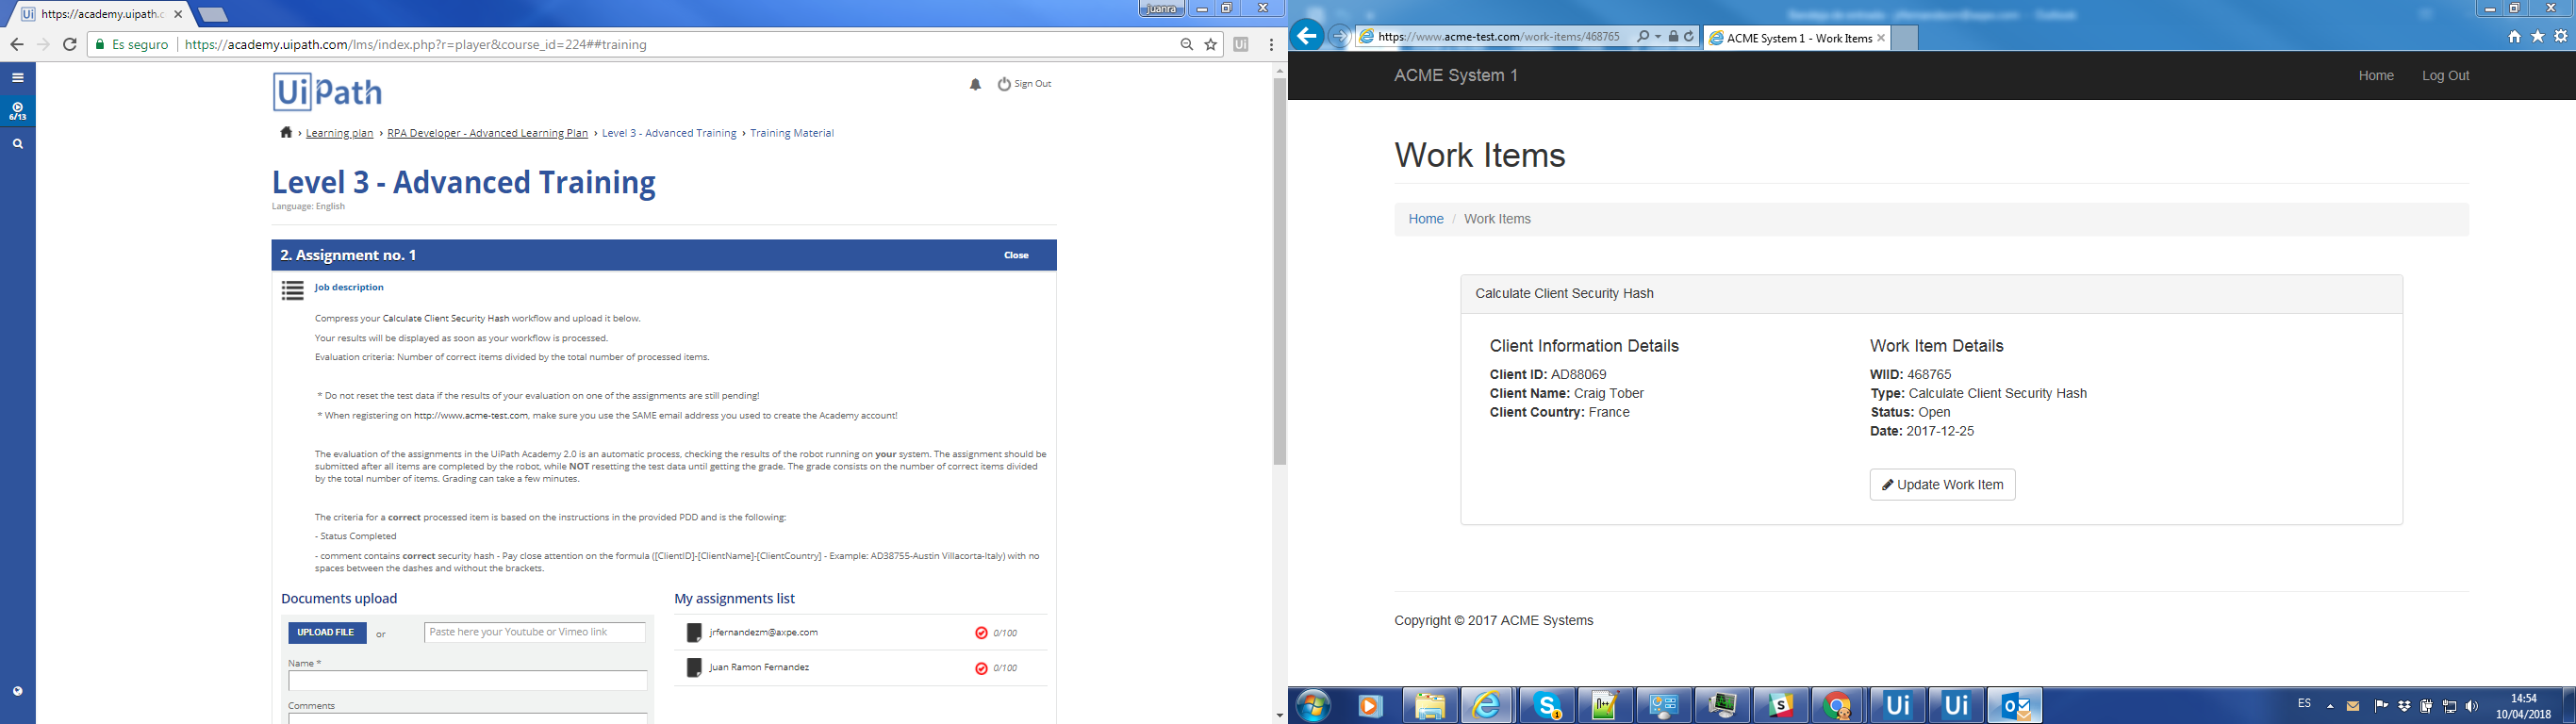 https://academy.uipath.c
juanra
Es seguro
https://academy.uipath.com/lms/index.php?r=player&course_id=224##training
6/13
UiPath
Sign Out
› Learning plan › RPA Developer - Advanced Learning Plan › Level 3 - Advanced Training › Training Material
Level 3 - Advanced Training
Language: English
2. Assignment no. 1
Close
Job description
Compress your Calculate Client Security Hash workflow and upload it below.
Your results will be displayed as soon as your workflow is processed.
Evaluation criteria: Number of correct items divided by the total number of processed items.
* Do not reset the test data if the results of your evaluation on one of the assignments are still pending!
* When registering on http://www.acme-test.com, make sure you use the SAME email address you used to create the Academy account!
The evaluation of the assignments in the UiPath Academy 2.0 is an automatic process, checking the results of the robot running on your system. The assignment should be
submitted after all items are completed by the robot, while NOT resetting the test data until getting the grade. The grade consists on the number of correct items divided
by the total number of items. Grading can take a few minutes.
The criteria for a correct processed item is based on the instructions in the provided PDD and is the following:
- Status Completed
- comment contains correct security hash - Pay close attention on the formula ([ClientID]-[ClientName]-[ClientCountry] - Example: AD38755-Austin Villacorta-Italy) with no
spaces between the dashes and without the brackets.
Documents upload
UPLOAD FILE
or
Paste here your Youtube or Vimeo link
Name *
Comments
My assignments list
jrfernandezm@axpe.com
0/100
Juan Ramon Fernandez
0/100
https://www.acme-test.com/work-items/468765
ACME System 1 - Work Items
ACME System 1
Home
Log Out
Work Items
Home / Work Items
Calculate Client Security Hash
Client Information Details
Client ID: AD88069
Client Name: Craig Tober
Client Country: France
Work Item Details
WIID: 468765
Type: Calculate Client Security Hash
Status: Open
Date: 2017-12-25
Update Work Item
Copyright © 2017 ACME Systems
ES
14:54
10/04/2018